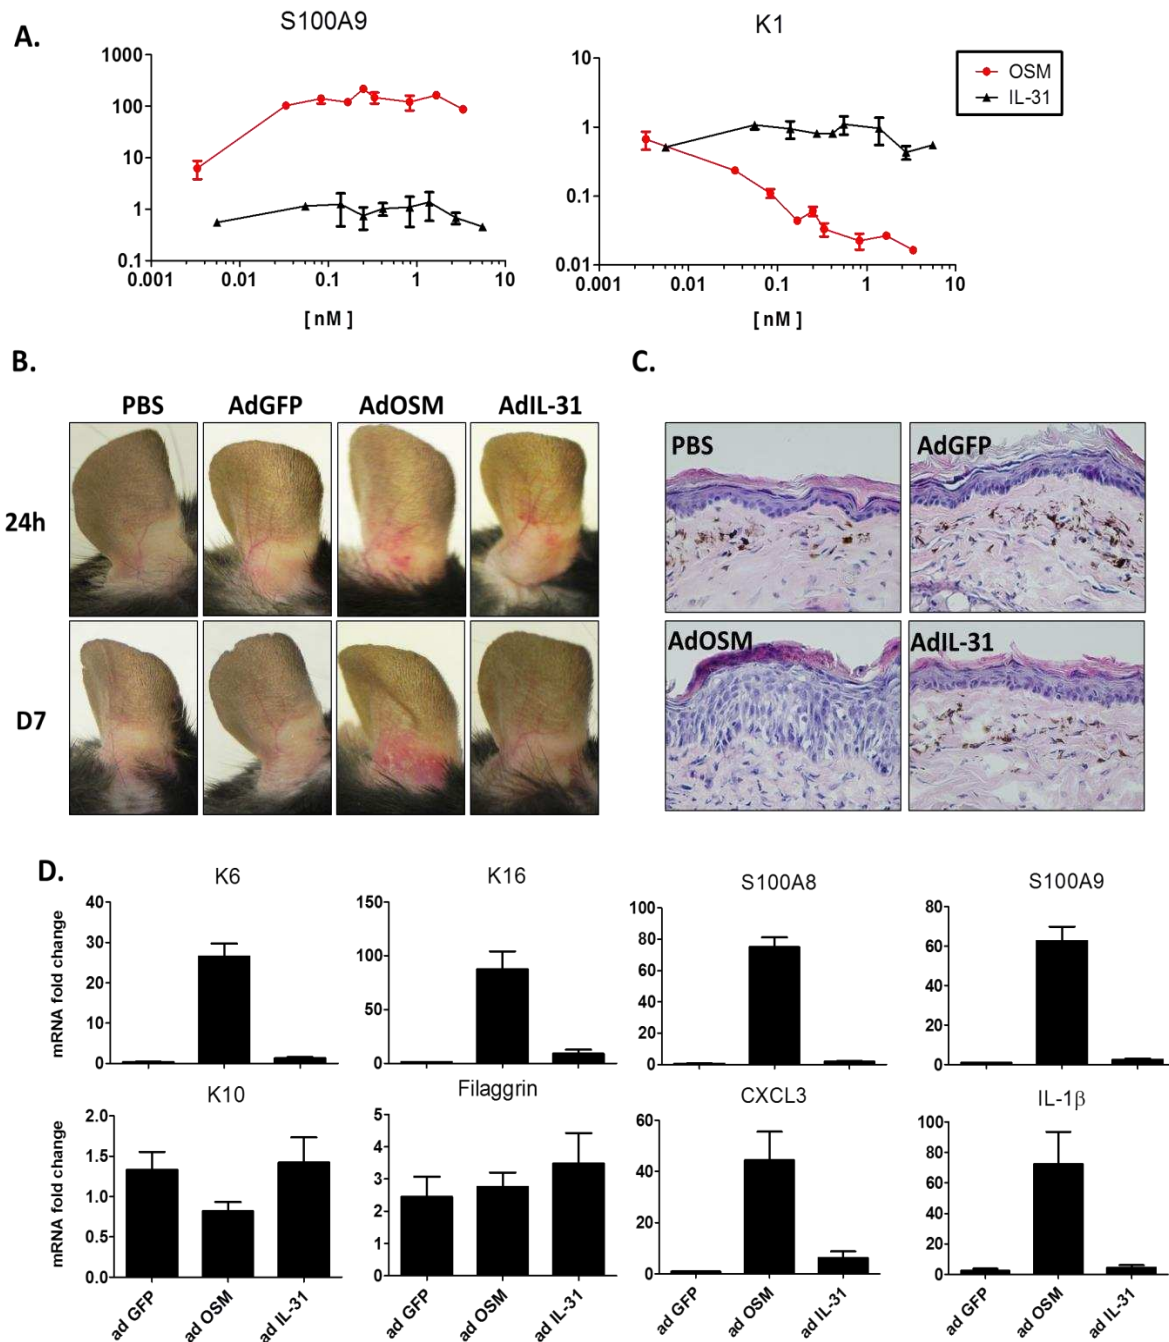 A.
S100A9
K1
1000
100
10
1
0.1
0.001
0.01
0.1
1
10
[ nM ]
10
1
0.1
0.01
0.001
0.01
0.1
1
10
[ nM ]
OSM
IL-31
B.
PBS
AdGFP
AdOSM
AdIL-31
24h
D7
C.
PBS
AdGFP
AdOSM
AdIL-31
D.
K6
mRNA fold change
40
30
20
10
0
K16
150
100
50
0
S100A8
100
80
60
40
20
0
S100A9
80
60
40
20
0
K10
mRNA fold change
2.0
1.5
1.0
0.5
0.0
ad GFP
ad OSM
ad IL-31
Filaggrin
5
4
3
2
1
0
ad GFP
ad OSM
ad IL-31
CXCL3
60
40
20
0
ad GFP
ad OSM
ad IL-31
IL-1β
100
80
60
40
20
0
ad GFP
ad OSM
ad IL-31